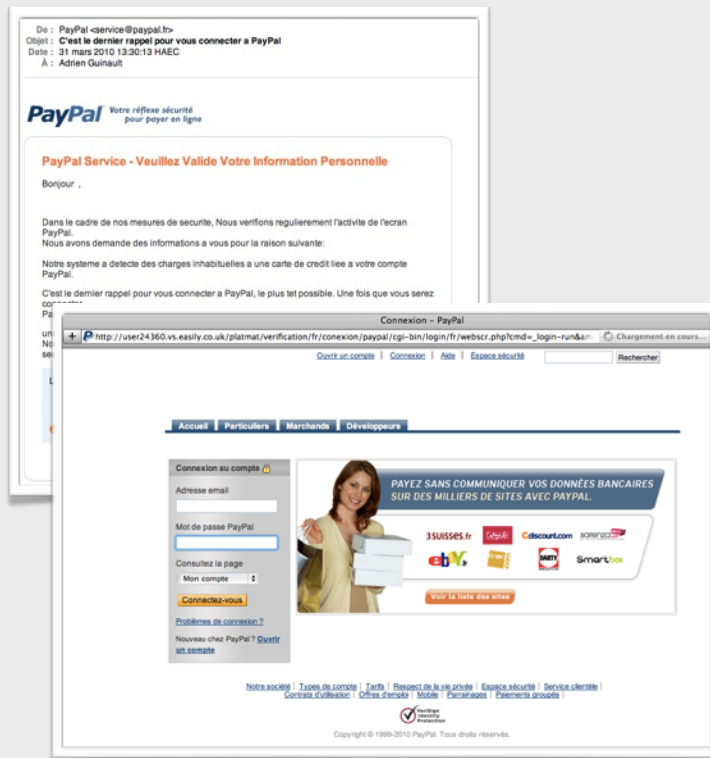 De : PayPal <service@paypal.fr>
Objet : C'est le dernier rappel pour vous connecter a PayPal
Date : 31 mars 2010 13:30:13 HAEC
À : Adrien Guinault
PayPal Votre réflexe sécurité
pour payer en ligne
PayPal Service - Veuillez Valide Votre Information Personnelle
Bonjour ,
Dans le cadre de nos mesures de securite, Nous verifions regulierement l'activite de l'ecran
PayPal.
Nous avons demande des informations a vous pour la raison suivante:
Notre systeme a detecte des charges inhabituelles a une carte de credit liee a votre compte
PayPal.
C'est le dernier rappel pour vous connecter a PayPal, le plus tet possible. Une fois que vous serez
Connexion - PayPal
http://user24360.vs.easily.co.uk/platmat/verification/fr/conexion/paypal/cgi-bin/login/fr/webscr.php?cmd=_login-run&am
Chargement en cours...
Ouvrir un compte | Connexion | Aide | Espace sécurité
Rechercher
Accueil Particuliers Marchands Développeurs
Connexion au compte
Adresse email
Mot de passe PayPal
Consultez la page
Mon compte
Connectez-vous
Problèmes de connexion ?
Nouveau chez PayPal ? Ouvrir
un compte
PAYEZ SANS COMMUNIQUER VOS DONNÉES BANCAIRES
SUR DES MILLIERS DE SITES AVEC PAYPAL.
3SUISSES.fr Cdiscount.com sarenza
ebay.fr DARTY Smartbox
Voir la liste des sites
Notre société | Types de compte | Tarifs | Respect de la vie privée | Espace sécurité | Service clientèle |
Contrats d'utilisation | Offres d'emploi | Mobile | Parrainages | Paiements groupés |
VeriSign
Identity
Protection
Copyright © 1999-2010 PayPal. Tous droits réservés.